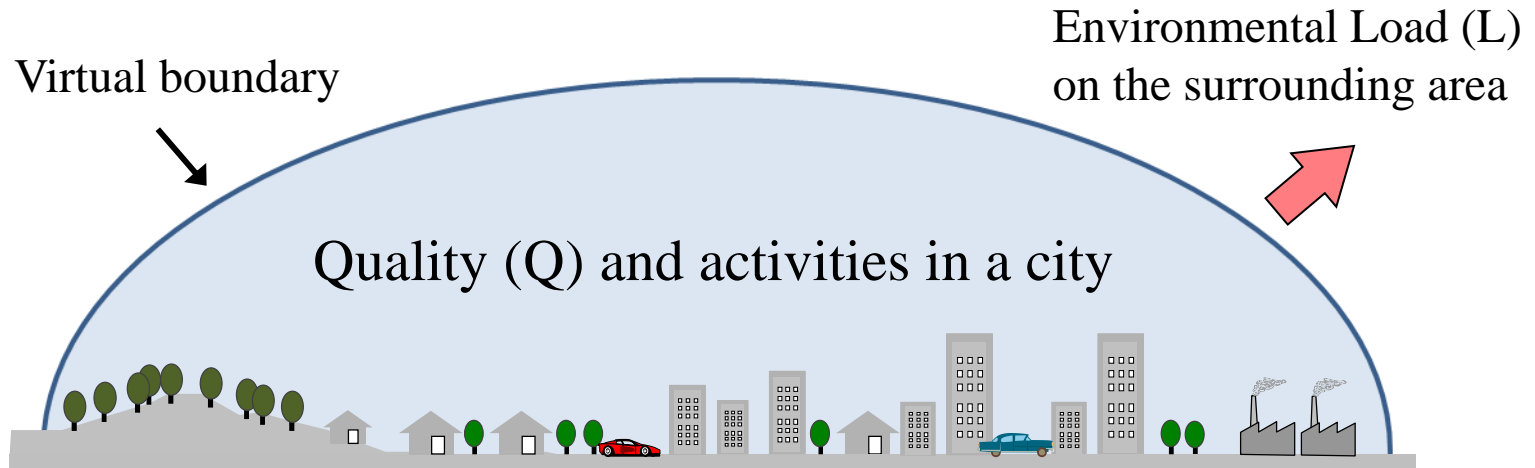 Virtual boundary
Environmental Load (L)
on the surrounding area
Quality (Q) and activities in a city